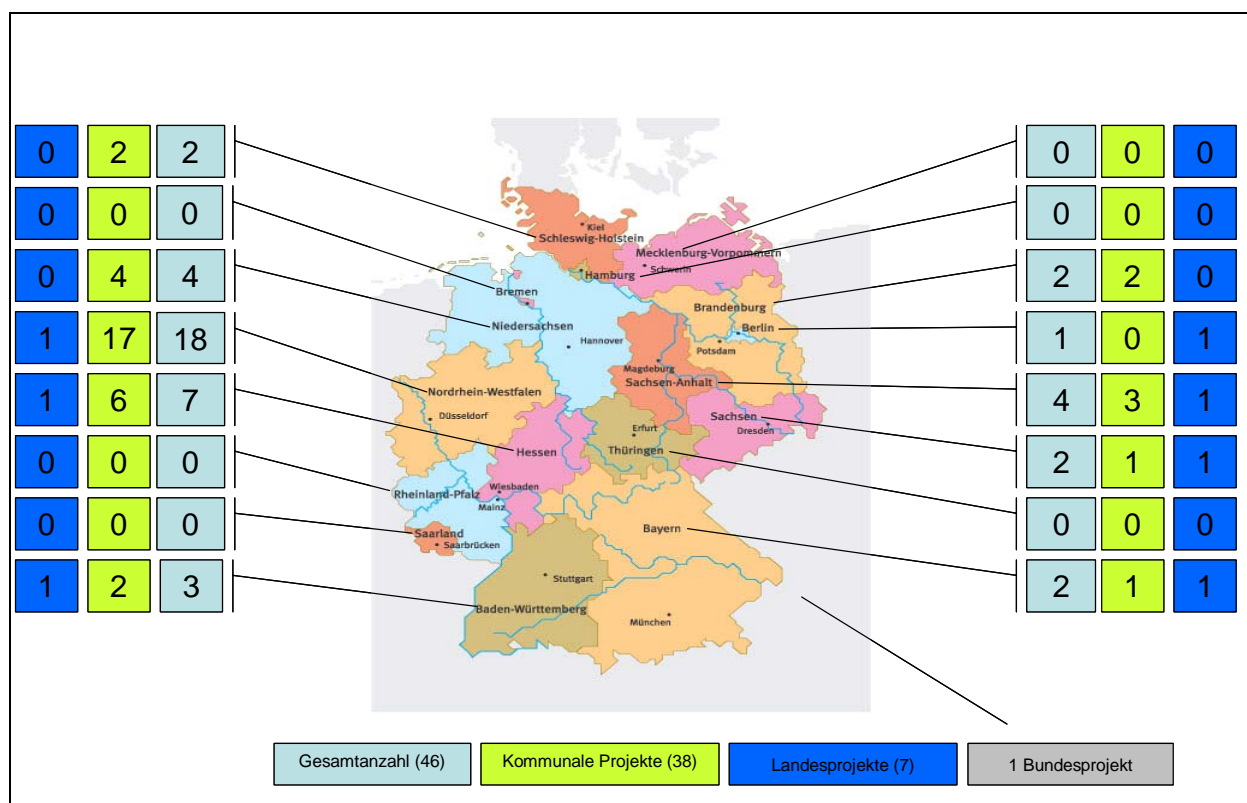 0 2 2
0 0 0
0 4 4
1 17 18
1 6 7
0 0 0
0 0 0
1 2 3
Kiel
Schleswig-Holstein
Mecklenburg-Vorpommern
Schwerin
Hamburg
Bremen
Niedersachsen
Hannover
Brandenburg
Berlin
Potsdam
Magdeburg
Sachsen-Anhalt
Nordrhein-Westfalen
Düsseldorf
Sachsen
Dresden
Erfurt
Thüringen
Hessen
Wiesbaden
Mainz
Rheinland-Pfalz
Saarland
Saarbrücken
Bayern
Stuttgart
Baden-Württemberg
München
0 0 0
0 0 0
2 2 0
1 0 1
4 3 1
2 1 1
0 0 0
2 1 1
Gesamtanzahl (46)
Kommunale Projekte (38)
Landesprojekte (7)
1 Bundesprojekt